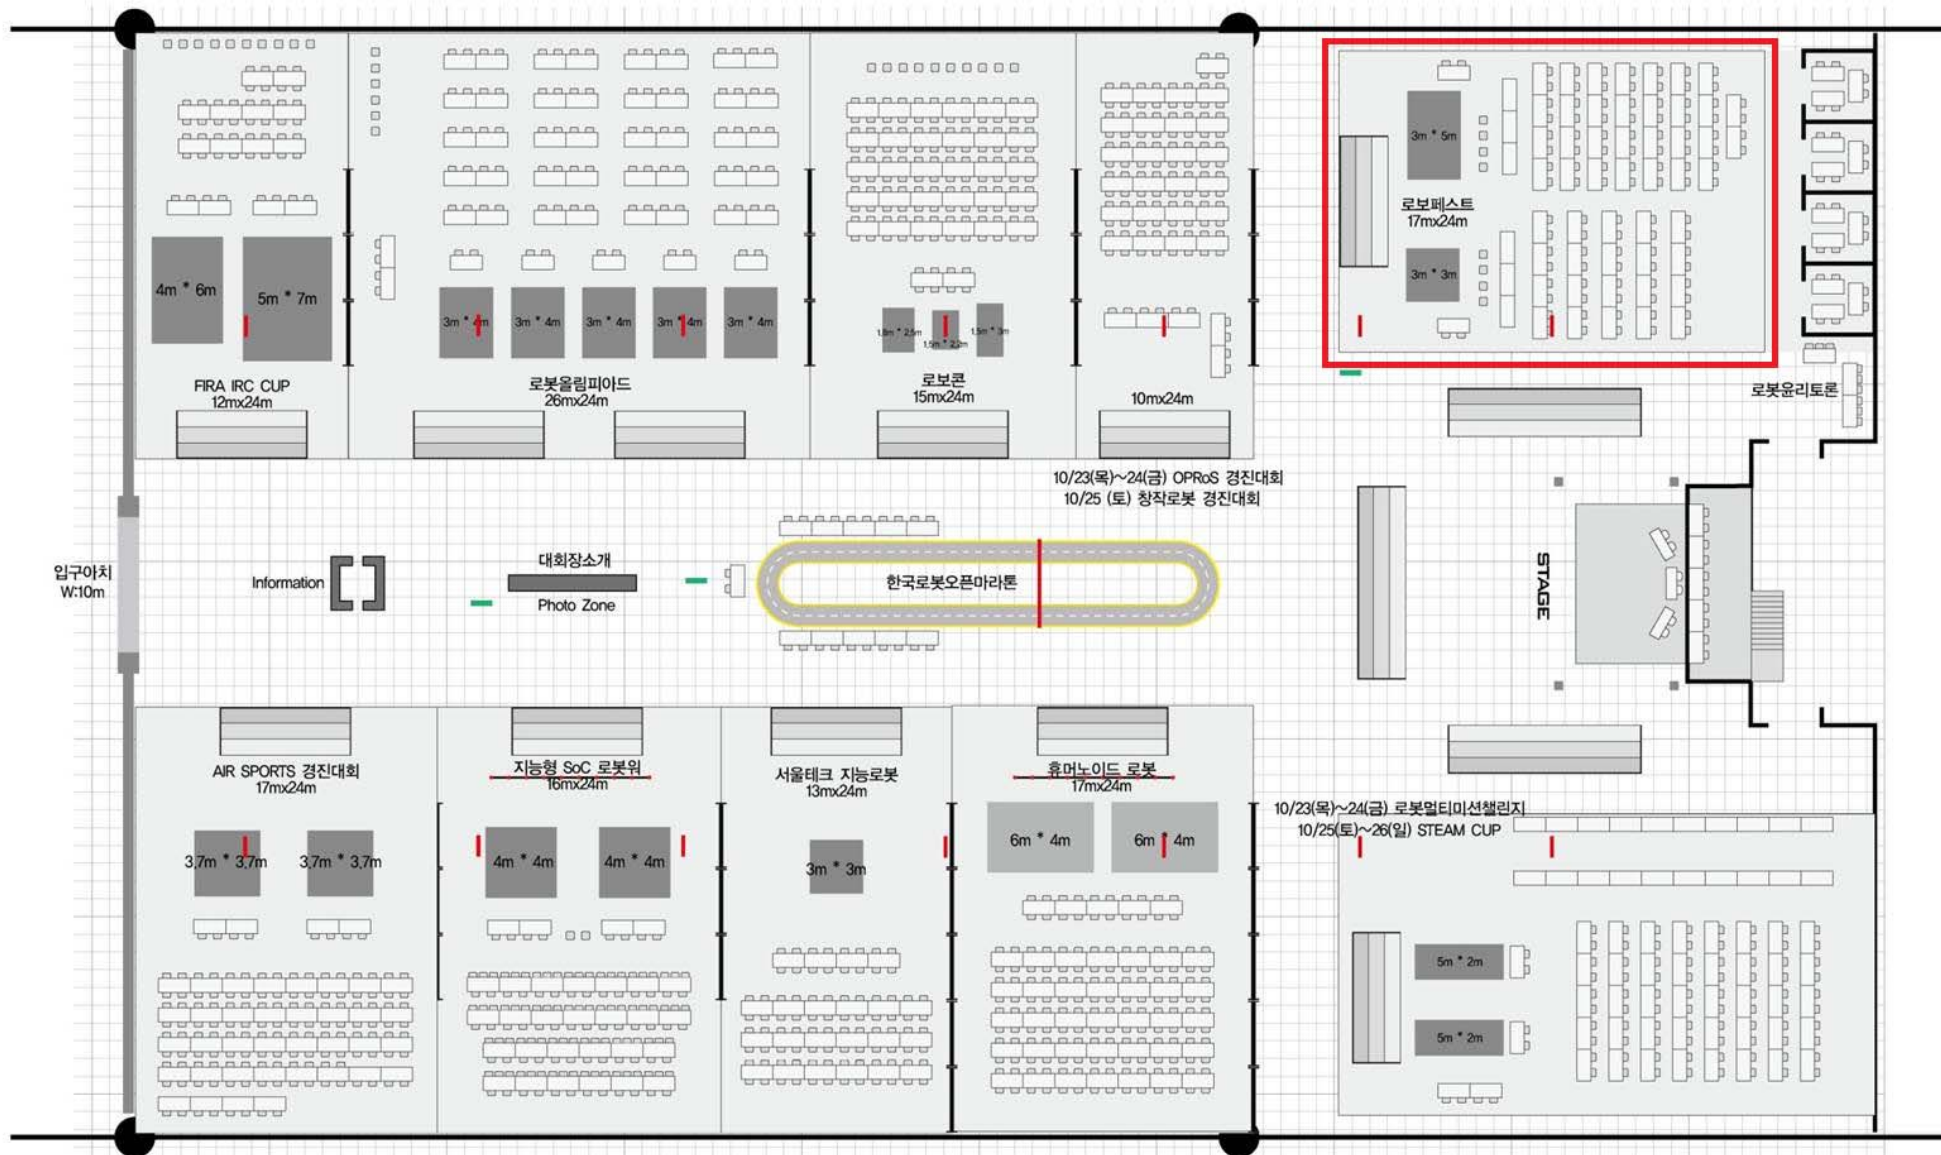 3m * 5m
로보페스트
17mx24m
3m * 3m
4m * 6m
5m * 7m
3m * 4m
3m * 4m
3m * 4m
3m * 4m
3m * 4m
1.5m * 3m
FIRA IRC CUP
12mx24m
로봇올림피아드
26mx24m
로보콘
15mx24m
10mx24m
로봇윤리토론
10/23(목)~24(금) OPRoS 경진대회
10/25 (토) 창작로봇 경진대회
입구아치
W:10m
Information
대회장소개
Photo Zone
한국로봇오픈마라톤
STAGE
AIR SPORTS 경진대회
17mx24m
지능형 SoC 로봇워
16mx24m
서울테크 지능로봇
13mx24m
휴머노이드 로봇
17mx24m
10/23(목)~24(금) 로봇멀티미션챌린지
10/25(토)~26(일) STEAM CUP
3.7m * 3.7m
3.7m * 3.7m
4m * 4m
4m * 4m
3m * 3m
6m * 4m
6m * 4m
5m * 2m
5m * 2m